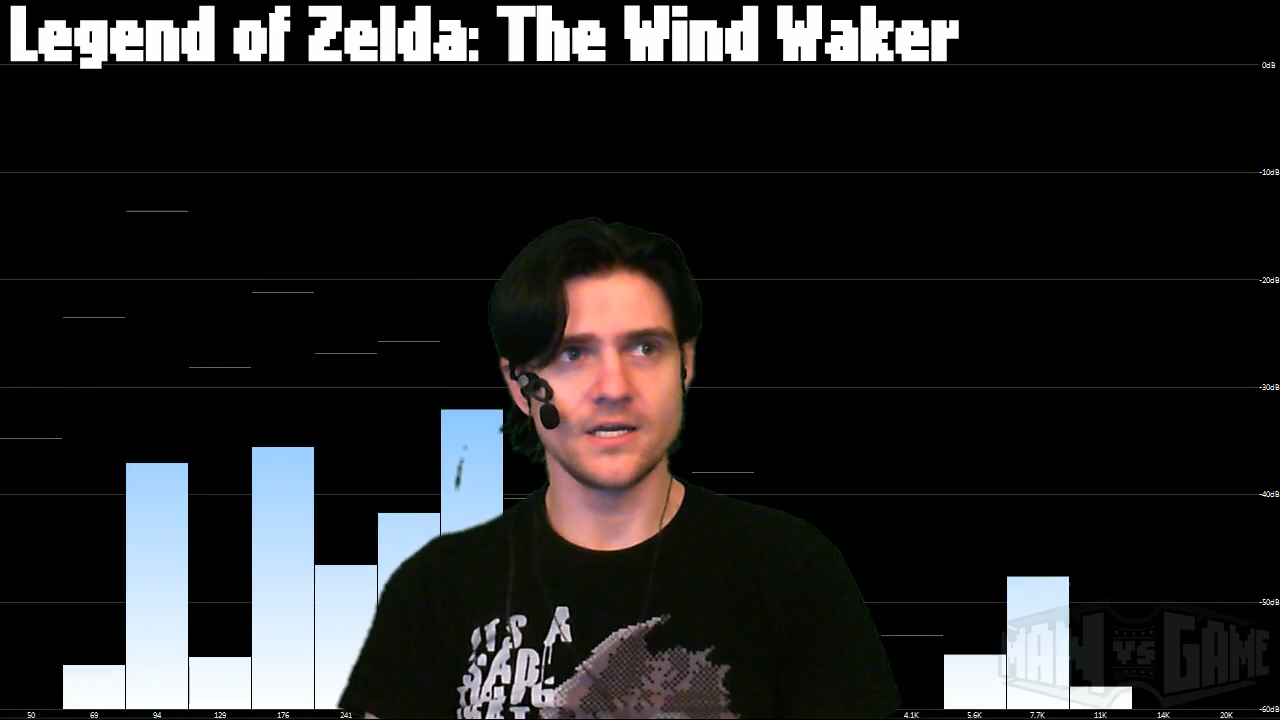 Legend of Zelda: The Wind Waker
0dB
-10dB
-20dB
-30dB
-40dB
-50dB
-60dB
IT'S A
MAN VS GAME
50 69 94 129 176 241 4.1K 5.6K 7.7K 11K 14K 20K